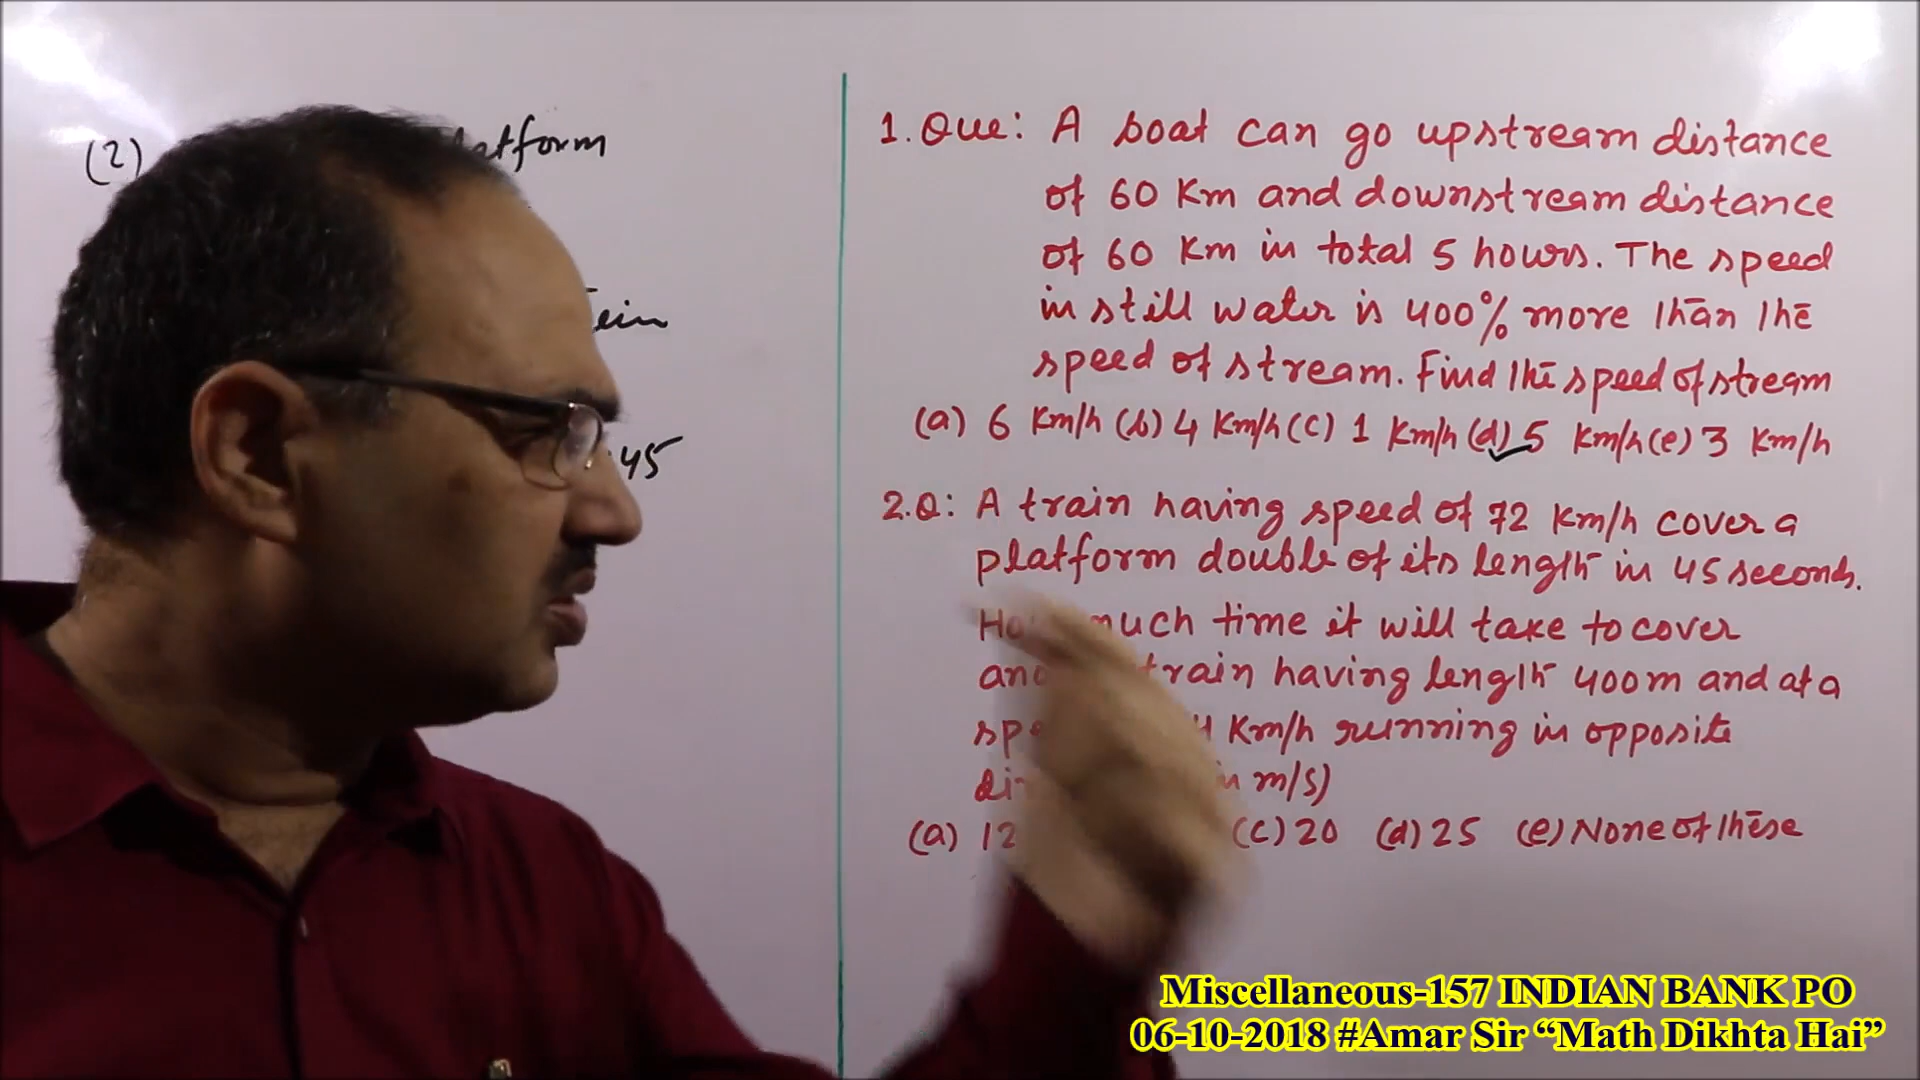 (2)
ein
45
1. Que: A boat can go upstream distance
of 60 Km and downstream distance
of 60 Km in total 5 hours. The speed
in still water is 400% more than the
speed of stream. Find the speed of stream
(a) 6 Km/h (b) 4 Km/h (c) 1 Km/h (d) 5 Km/h (e) 3 Km/h
2.Q: A train having speed of 72 Km/h cover a
platform double of its length in 45 seconds.
much time it will take to cover
train having length 400m and at a
Km/h running in opposite
m/s)
(a) 12 (c) 20 (d) 25 (e) None of these
Miscellaneous-157 INDIAN BANK PO
06-10-2018 #Amar Sir “Math Dikhta Hai”